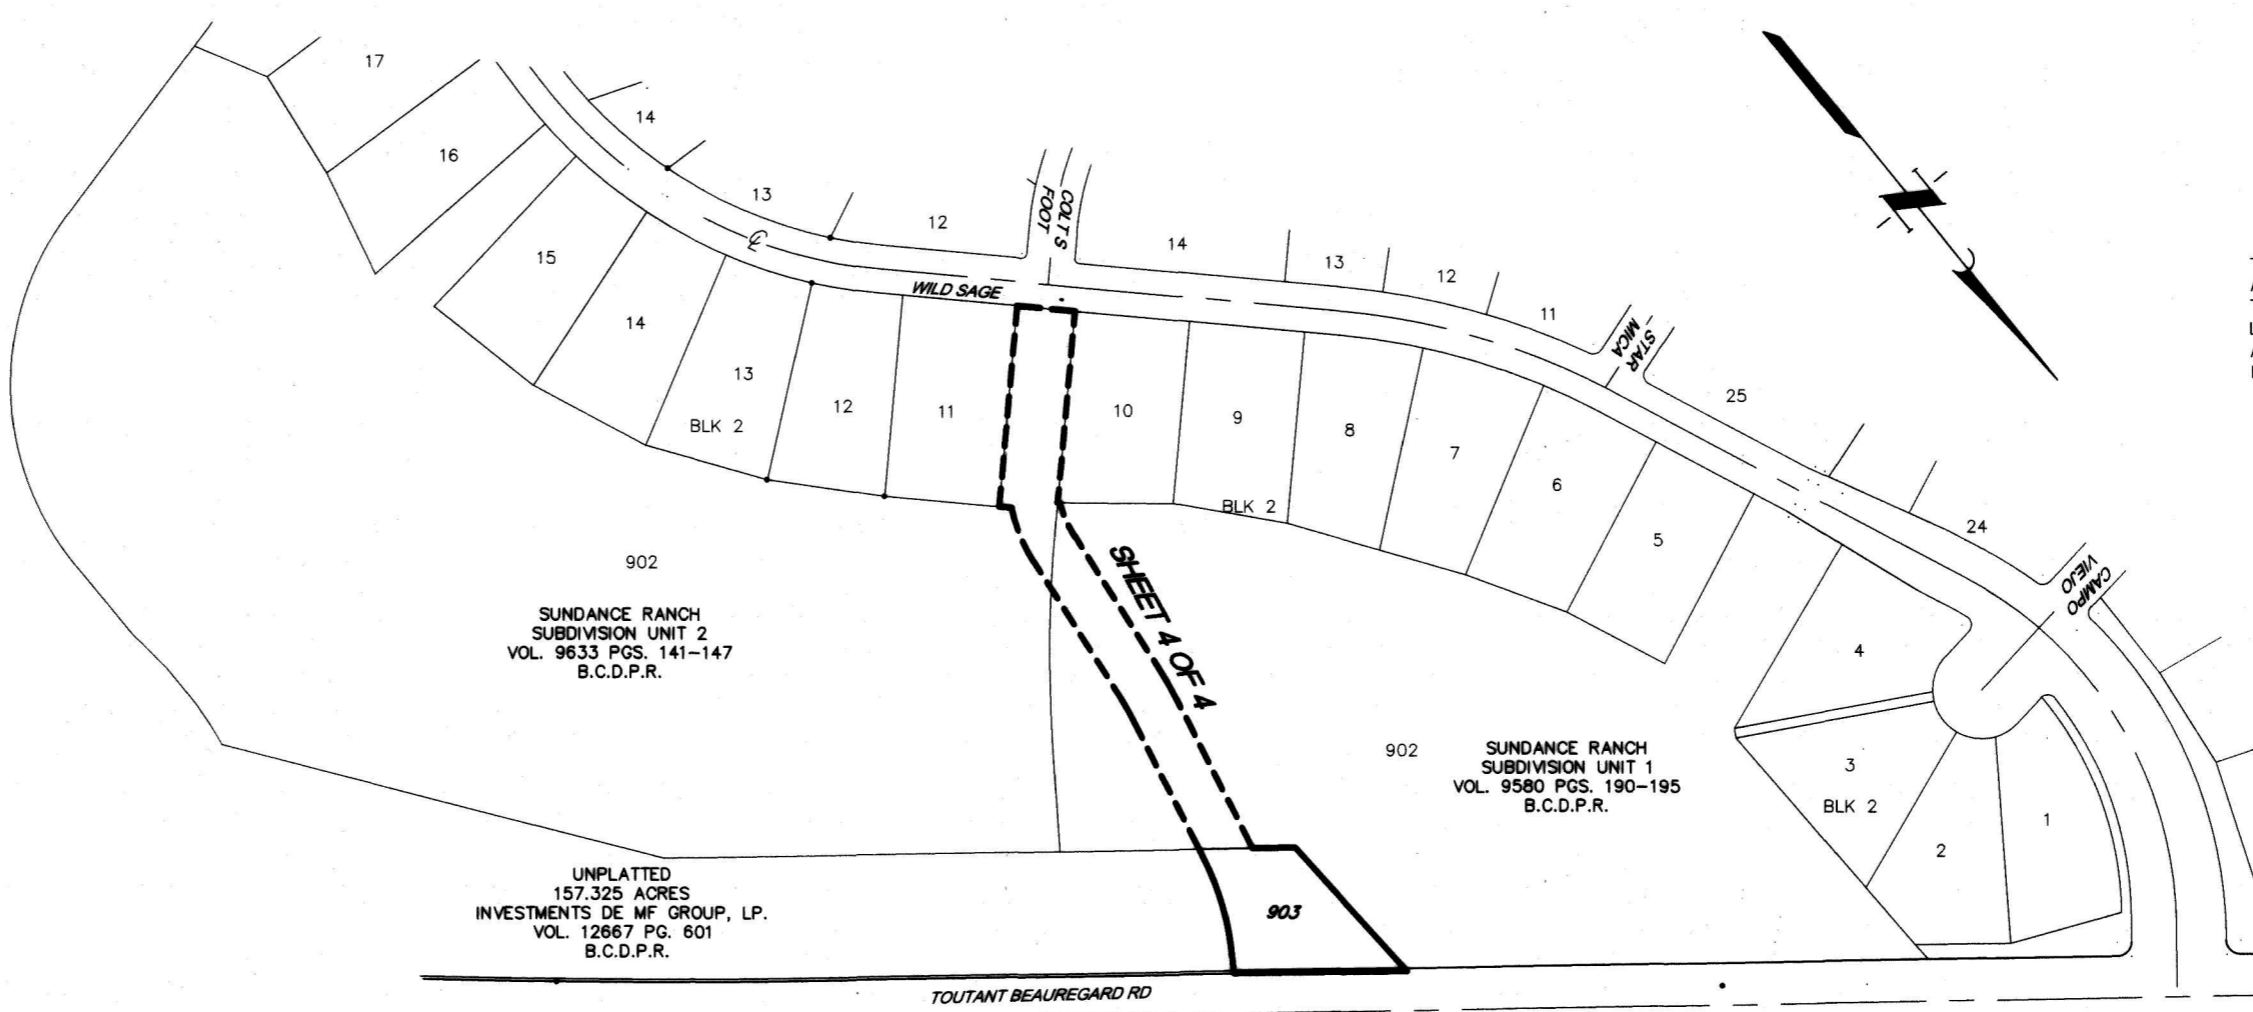 17
16
14
13
12
COLTS
FOOT
14
13
12
11
STAR
MICA
25
24
CAMPO
VIEJO
15
14
13
BLK 2
12
11
WILD SAGE
10
9
BLK 2
8
7
6
5
4
3
BLK 2
2
1
902
SUNDANCE RANCH
SUBDIVISION UNIT 2
VOL. 9633 PGS. 141-147
B.C.D.P.R.
SHEET 4 OF 4
902
SUNDANCE RANCH
SUBDIVISION UNIT 1
VOL. 9580 PGS. 190-195
B.C.D.P.R.
UNPLATTED
157.325 ACRES
INVESTMENTS DE MF GROUP, LP.
VOL. 12667 PG. 601
B.C.D.P.R.
903
TOUTANT BEAUREGARD RD